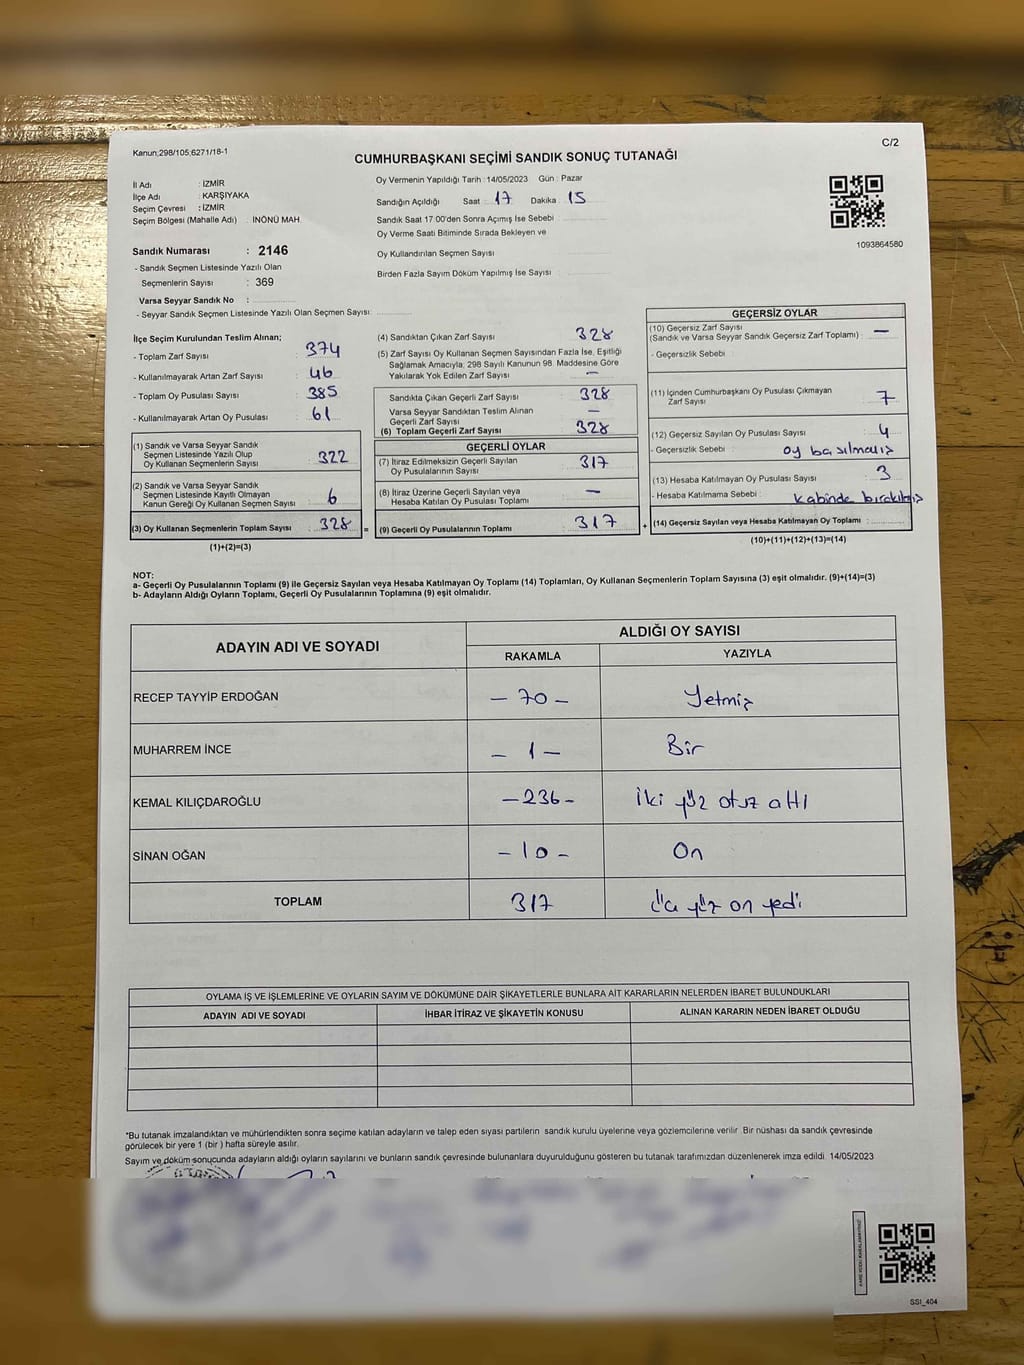 Kanun;298/105,6271/18-1
C/2
CUMHURBAŞKANI SEÇİMİ SANDIK SONUÇ TUTANAĞI
İl Adı : İZMİR
İlçe Adı : KARŞIYAKA
Seçim Çevresi : İZMİR
Seçim Bölgesi (Mahalle Adı) : İNÖNÜ MAH.
Sandık Numarası : 2146
- Sandık Seçmen Listesinde Yazılı Olan
Seçmenlerin Sayısı : 369
Varsa Seyyar Sandık No :
- Seyyar Sandık Seçmen Listesinde Yazılı Olan Seçmen Sayısı:
Oy Vermenin Yapıldığı Tarih : 14/05/2023 Gün : Pazar
Sandığın Açıldığı Saat : 17 Dakika : 15
Sandık Saat 17:00'den Sonra Açımış İse Sebebi
Oy Verme Saati Bitiminde Sırada Bekleyen ve
Oy Kullandırılan Seçmen Sayısı
Birden Fazla Sayım Döküm Yapılmış İse Sayısı
1093864580
İlçe Seçim Kurulundan Teslim Alınan;
- Toplam Zarf Sayısı : 374
- Kullanılmayarak Artan Zarf Sayısı : 46
- Toplam Oy Pusulası Sayısı : 385
- Kullanılmayarak Artan Oy Pusulası : 61
(1) Sandık ve Varsa Seyyar Sandık
Seçmen Listesinde Yazılı Olup
Oy Kullanan Seçmenlerin Sayısı 322
(2) Sandık ve Varsa Seyyar Sandık
Seçmen Listesinde Kayıtlı Olmayan
Kanun Gereği Oy Kullanan Seçmen Sayısı 6
(3) Oy Kullanan Seçmenlerin Toplam Sayısı 328 =
(1)+(2)=(3)
(4) Sandıktan Çıkan Zarf Sayısı 328
(5) Zarf Sayısı Oy Kullanan Seçmen Sayısından Fazla İse, Eşitliği
Sağlamak Amacıyla; 298 Sayılı Kanunun 98. Maddesine Göre
Yakılarak Yok Edilen Zarf Sayısı —
Sandıkta Çıkan Geçerli Zarf Sayısı 328
Varsa Seyyar Sandıktan Teslim Alınan
Geçerli Zarf Sayısı —
(6) Toplam Geçerli Zarf Sayısı 328
GEÇERLİ OYLAR
(7) İtiraz Edilmeksizin Geçerli Sayılan
Oy Pusulalarının Sayısı 317
(8) İtiraz Üzerine Geçerli Sayılan veya
Hesaba Katılan Oy Pusulası Toplamı —
(9) Geçerli Oy Pusulalarının Toplamı 317 +
GEÇERSİZ OYLAR
(10) Geçersiz Zarf Sayısı
(Sandık ve Varsa Seyyar Sandık Geçersiz Zarf Toplamı) : —
- Geçersizlik Sebebi :
(11) İçinden Cumhurbaşkanı Oy Pusulası Çıkmayan
Zarf Sayısı 7
(12) Geçersiz Sayılan Oy Pusulası Sayısı : 4
- Geçersizlik Sebebi : oy basılmamış
(13) Hesaba Katılmayan Oy Pusulası Sayısı : 3
- Hesaba Katılmama Sebebi : kabinde bırakılmış
(14) Geçersiz Sayılan veya Hesaba Katılmayan Oy Toplamı :
(10)+(11)+(12)+(13)=(14)
NOT:
a- Geçerli Oy Pusulalarının Toplamı (9) ile Geçersiz Sayılan veya Hesaba Katılmayan Oy Toplamı (14) Toplamları, Oy Kullanan Seçmenlerin Toplam Sayısına (3) eşit olmalıdır. (9)+(14)=(3)
b- Adayların Aldığı Oyların Toplamı, Geçerli Oy Pusulalarının Toplamına (9) eşit olmalıdır.
ADAYIN ADI VE SOYADI ALDIĞI OY SAYISI
RAKAMLA YAZIYLA
RECEP TAYYİP ERDOĞAN – 70 – Yetmiş
MUHARREM İNCE – 1 – Bir
KEMAL KILIÇDAROĞLU – 236 – iki yüz otuz altı
SİNAN OĞAN – 10 – On
TOPLAM 317 üç yüz on yedi
OYLAMA İŞ VE İŞLEMLERİNE VE OYLARIN SAYIM VE DÖKÜMÜNE DAİR ŞİKAYETLERLE BUNLARA AİT KARARLARIN NELERDEN İBARET BULUNDUKLARI
ADAYIN ADI VE SOYADI İHBAR İTİRAZ VE ŞİKAYETİN KONUSU ALINAN KARARIN NEDEN İBARET OLDUĞU
*Bu tutanak imzalandıktan ve mühürlendikten sonra seçime katılan adayların ve talep eden siyasi partilerin sandık kurulu üyelerine veya gözlemcilerine verilir. Bir nüshası da sandık çevresinde
görülecek bir yere 1 (bir) hafta süreyle asılır.
Sayım ve döküm sonucunda adayların aldığı oyların sayılarını ve bunların sandık çevresinde bulunanlara duyurulduğunu gösteren bu tutanak tarafımızdan düzenlenerek imza edildi. 14/05/2023
SSI_404